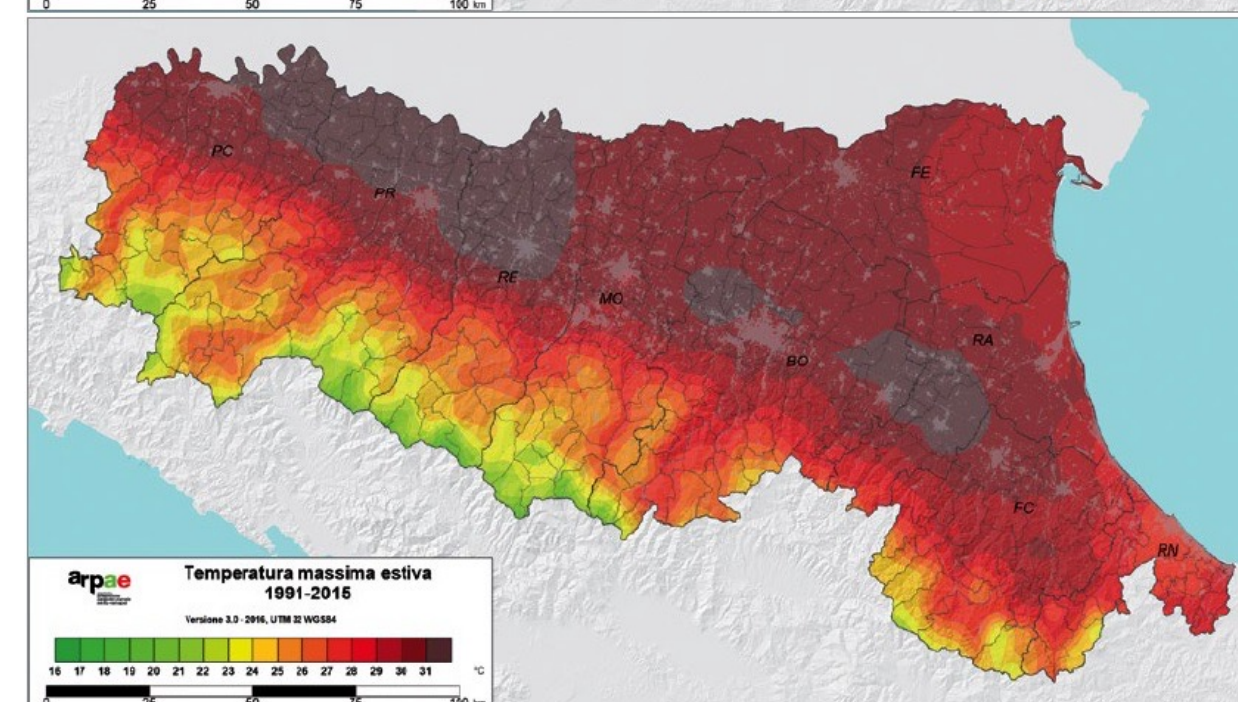 0 25 50 75 100 km
PC
FE
PR
RE
MO
RA
BO
FC
RN
arpae
Temperatura massima estiva
1991-2015
Versione 3.0 - 2016, UTM 32 WGS84
16 17 18 19 20 21 22 23 24 25 26 27 28 29 30 31 °C
0 25 50 75 100 km